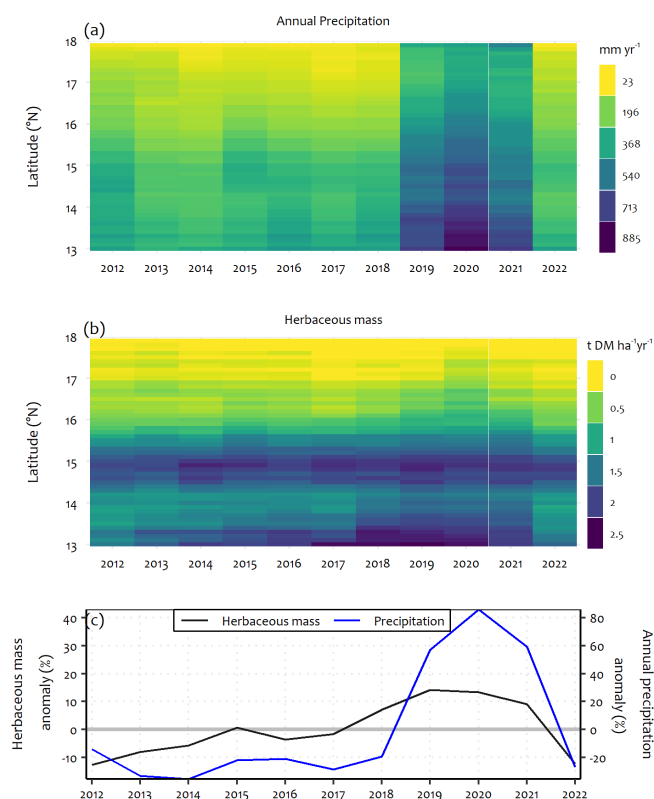 Annual Precipitation
(a)
18
17
16
15
14
13
Latitude (°N)
2012 2013 2014 2015 2016 2017 2018 2019 2020 2021 2022
mm yr⁻¹
23
196
368
540
713
885
Herbaceous mass
(b)
18
17
16
15
14
13
Latitude (°N)
2012 2013 2014 2015 2016 2017 2018 2019 2020 2021 2022
t DM ha⁻¹yr⁻¹
0
0.5
1
1.5
2
2.5
(c)
Herbaceous mass Precipitation
Herbaceous mass
anomaly (%)
40
30
20
10
0
-10
80
60
40
20
0
-20
Annual precipitation
anomaly (%)
2012 2013 2014 2015 2016 2017 2018 2019 2020 2021 2022